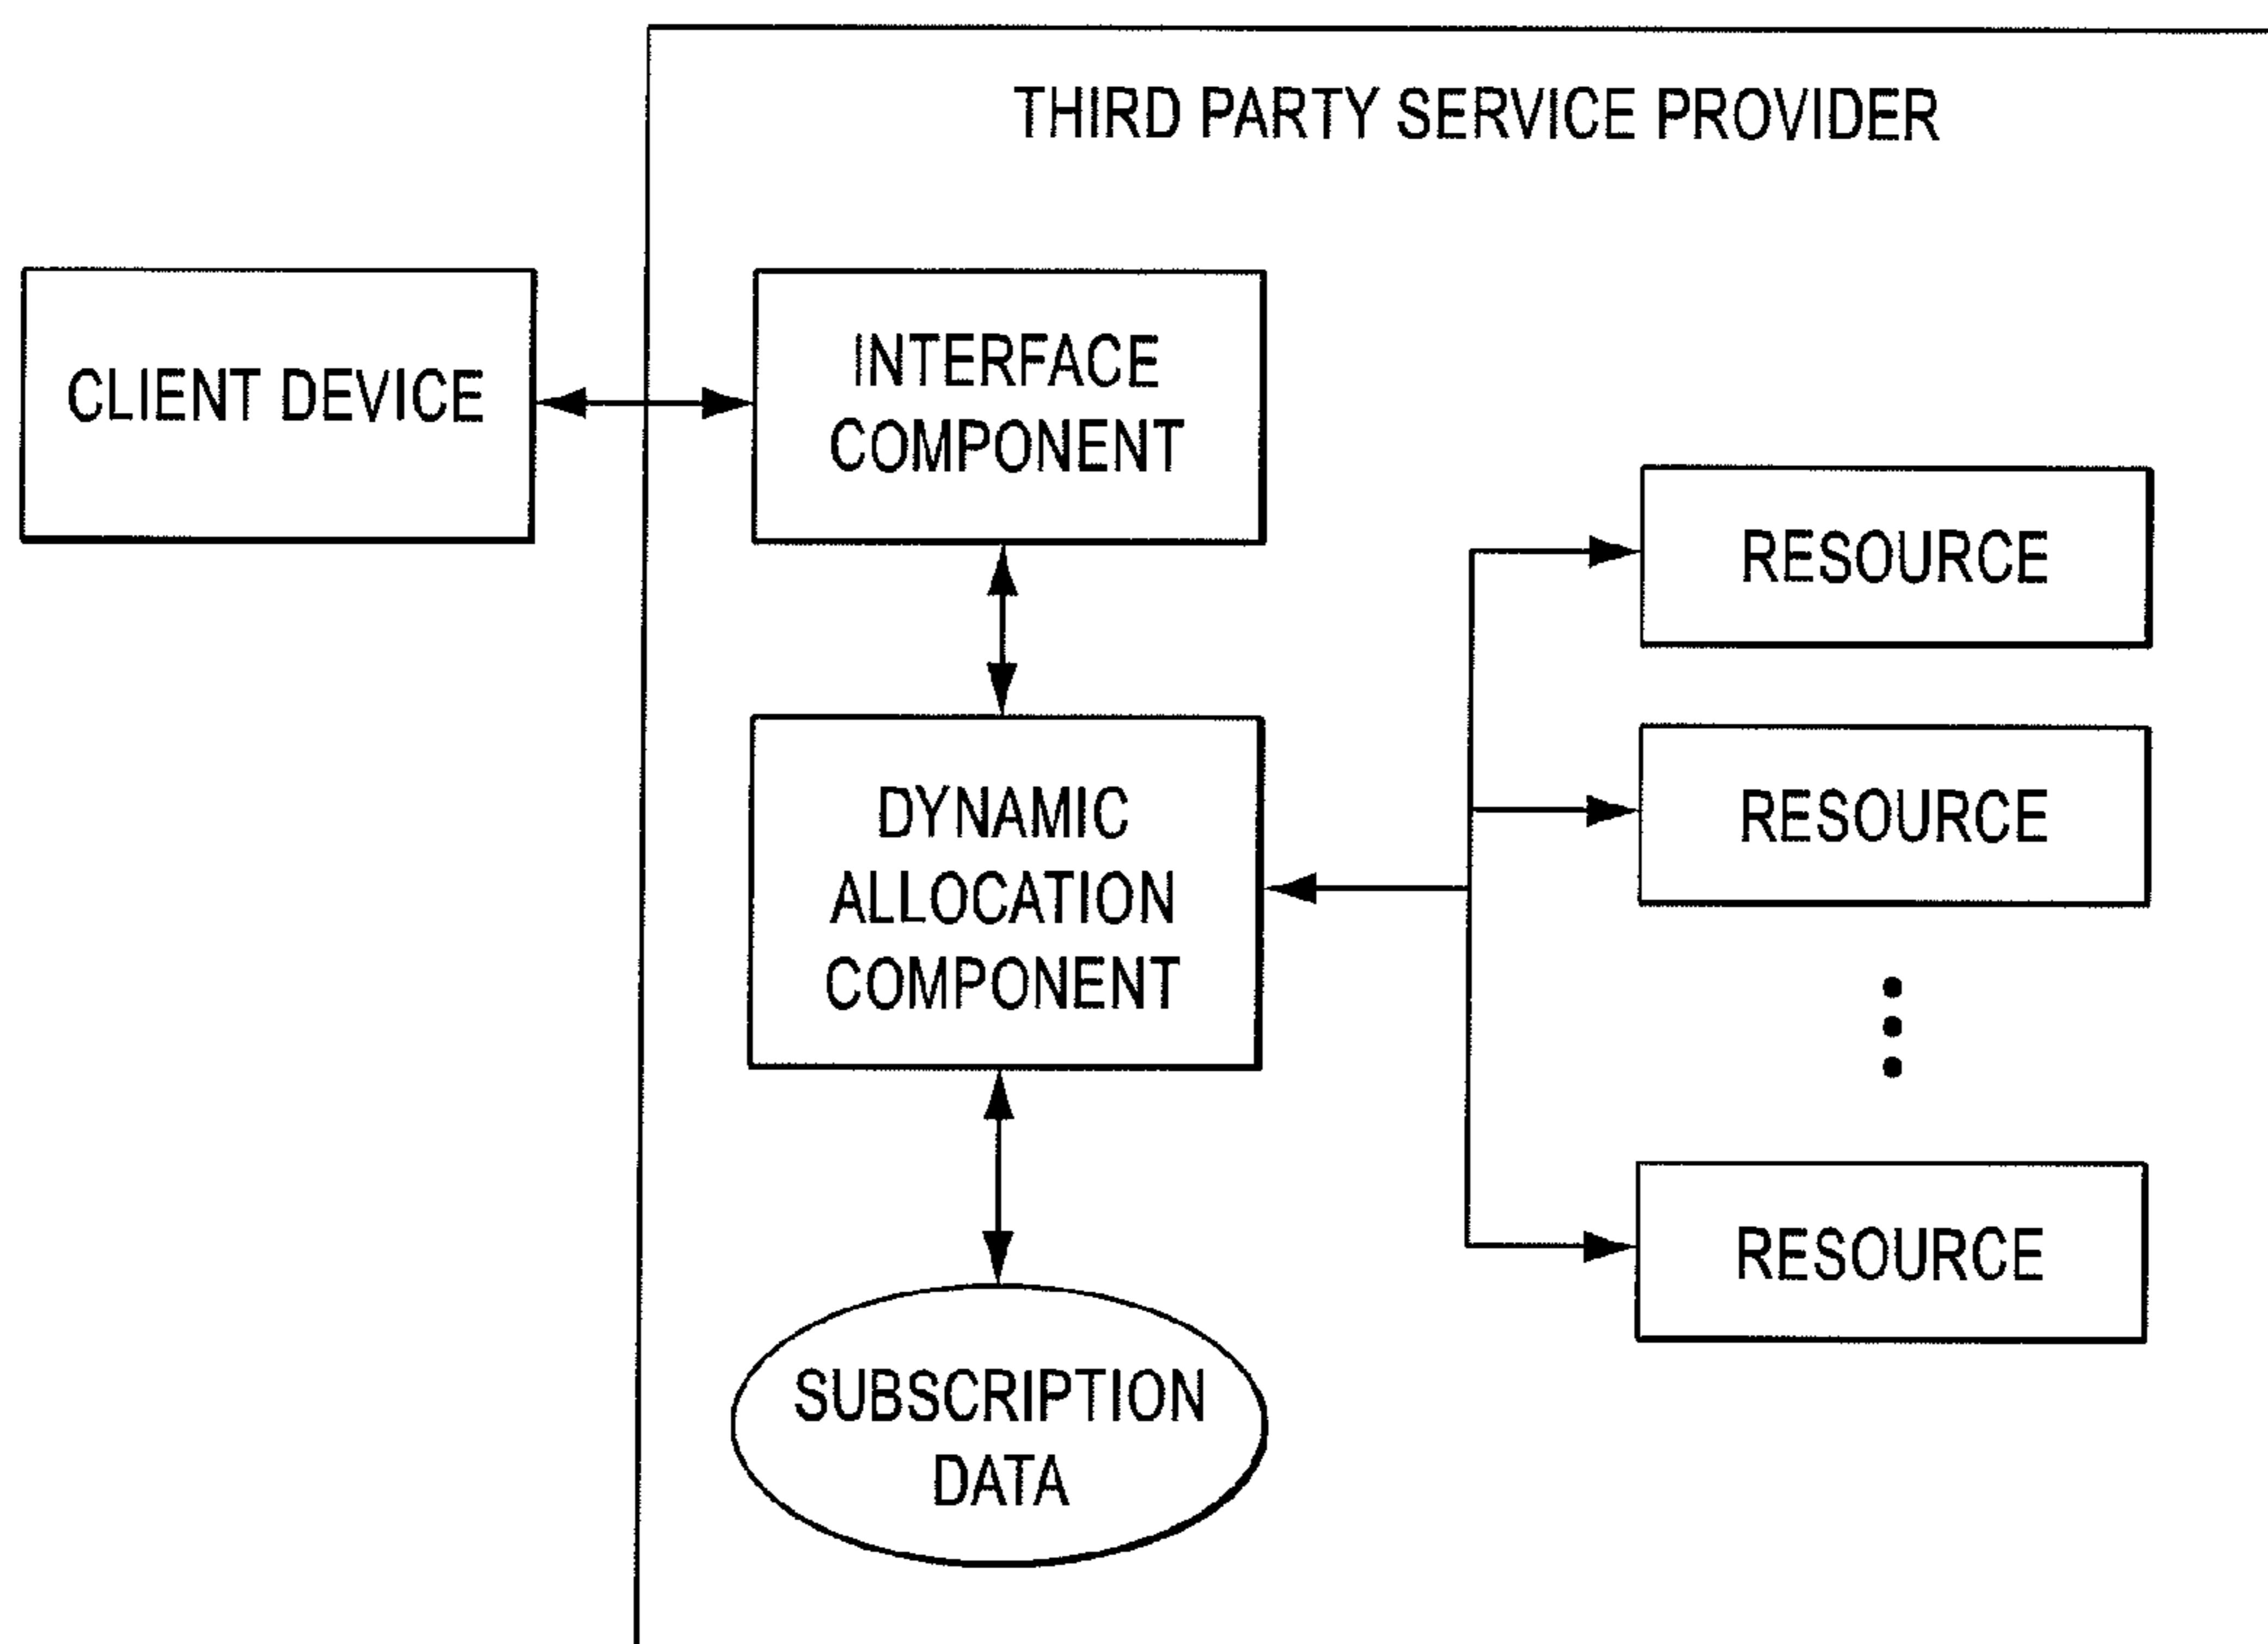 THIRD PARTY SERVICE PROVIDER
CLIENT DEVICE
INTERFACE
COMPONENT
RESOURCE
DYNAMIC
ALLOCATION
COMPONENT
RESOURCE
RESOURCE
SUBSCRIPTION
DATA